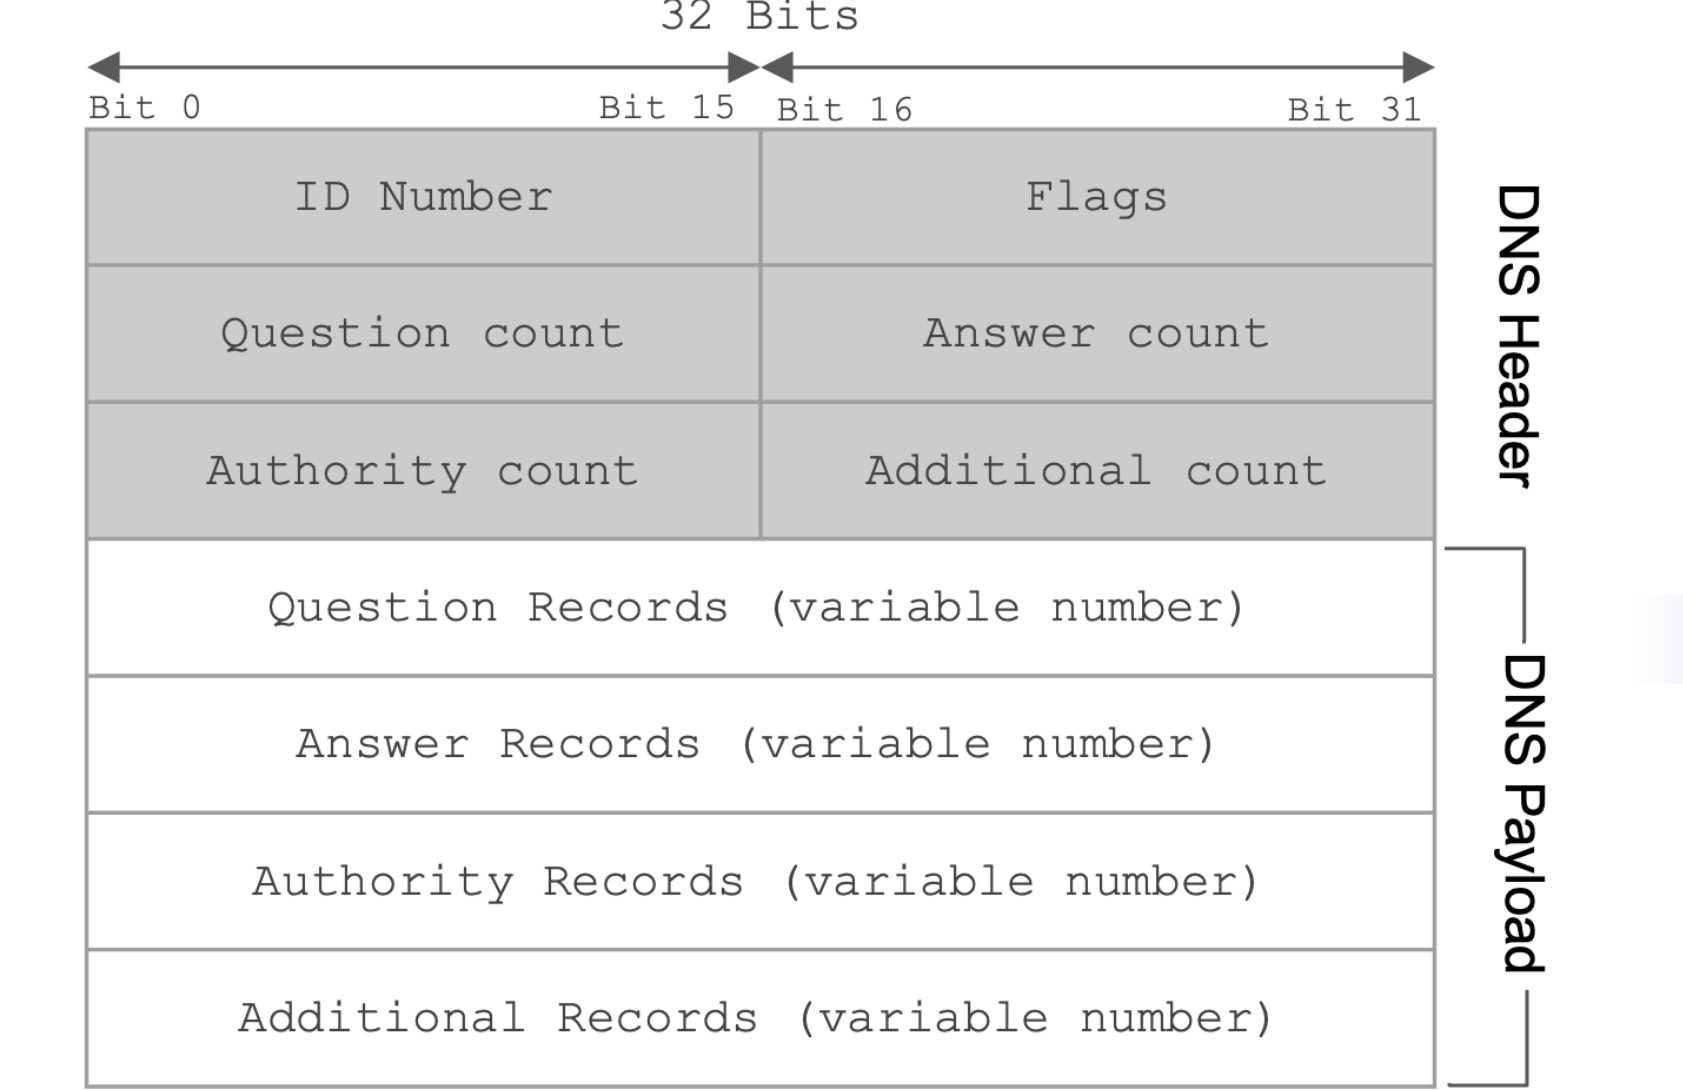 32 Bits
Bit 0 Bit 15 Bit 16 Bit 31
ID Number Flags
Question count Answer count
Authority count Additional count
DNS Header
Question Records (variable number)
Answer Records (variable number)
Authority Records (variable number)
Additional Records (variable number)
DNS Payload